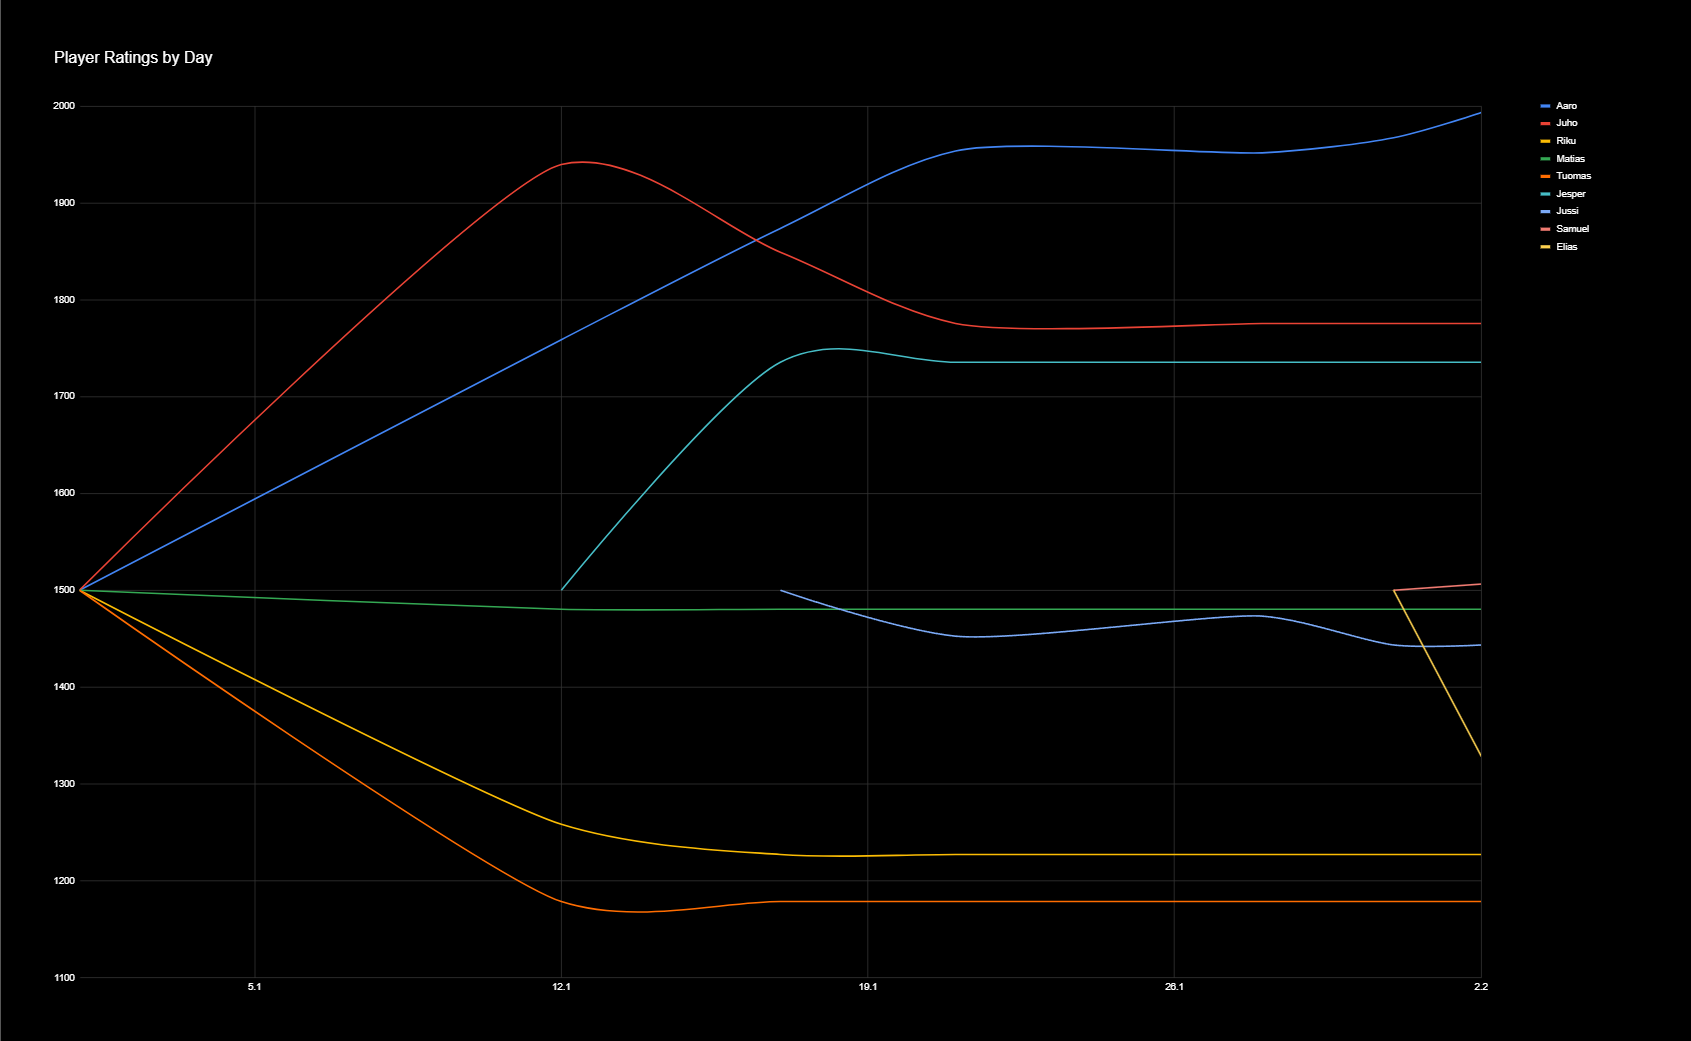 Player Ratings by Day
2000
1900
1800
1700
1600
1500
1400
1300
1200
1100
5.1
12.1
19.1
26.1
2.2
Aaro
Juho
Riku
Matias
Tuomas
Jesper
Jussi
Samuel
Elias